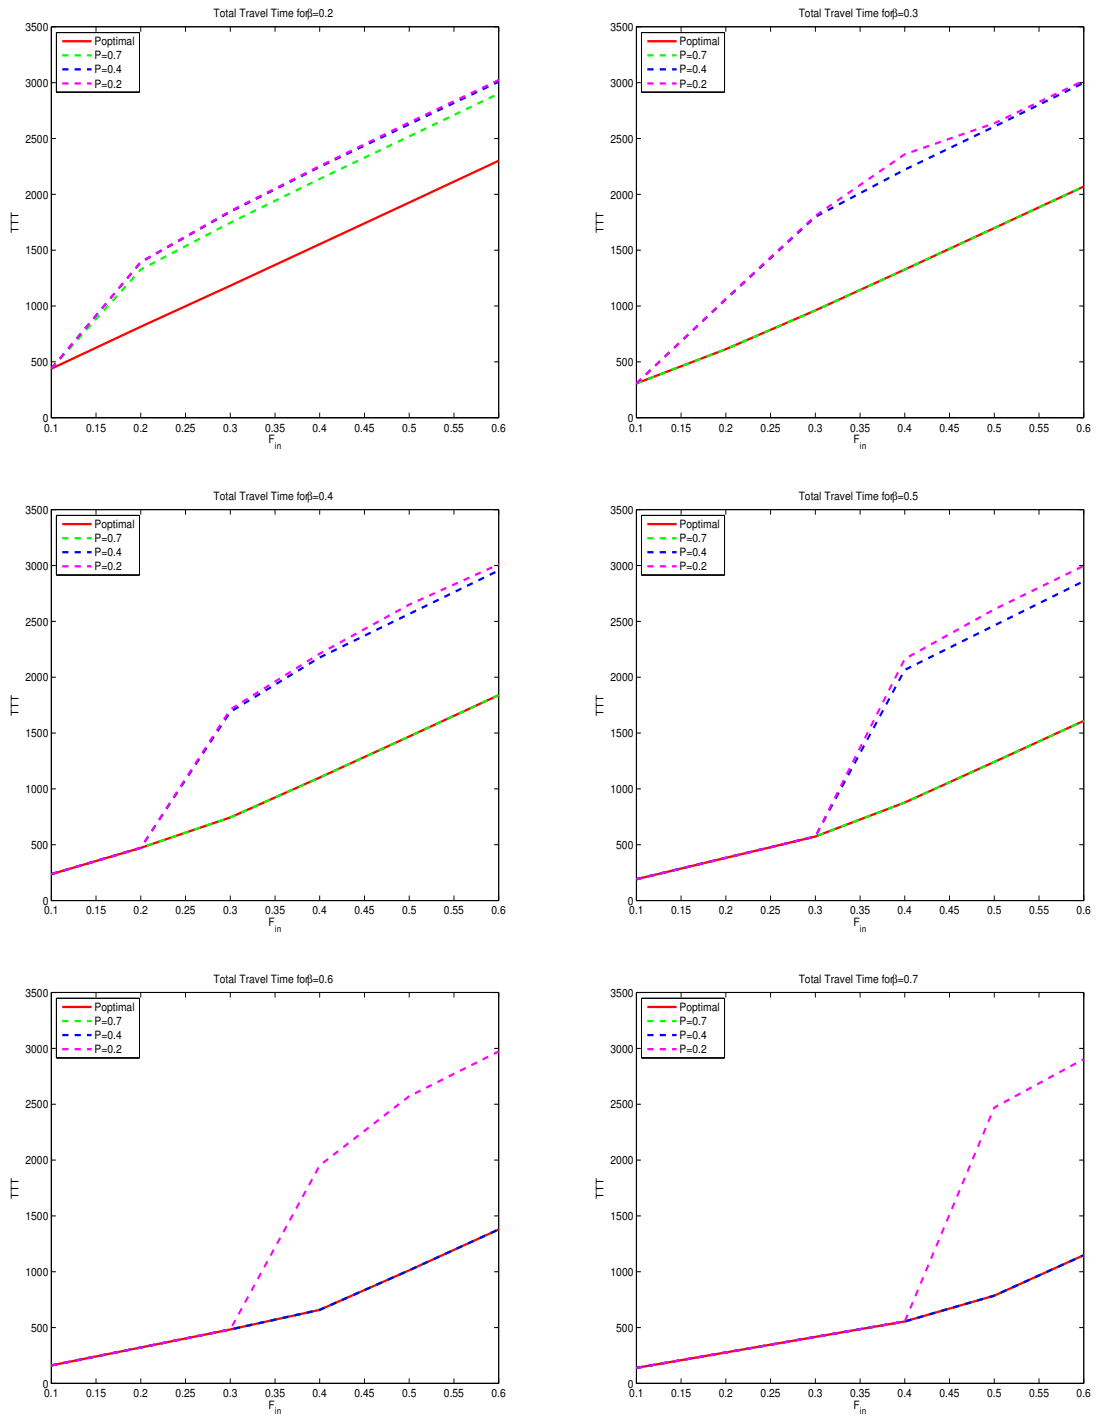 Total Travel Time forβ=0.2
3500
3000
2500
2000
1500
1000
500
0
TTT
Poptimal
P=0.7
P=0.4
P=0.2
0.1 0.15 0.2 0.25 0.3 0.35 0.4 0.45 0.5 0.55 0.6
F_in
Total Travel Time forβ=0.3
3500
3000
2500
2000
1500
1000
500
0
TTT
Poptimal
P=0.7
P=0.4
P=0.2
0.1 0.15 0.2 0.25 0.3 0.35 0.4 0.45 0.5 0.55 0.6
F_in
Total Travel Time forβ=0.4
3500
3000
2500
2000
1500
1000
500
0
TTT
Poptimal
P=0.7
P=0.4
P=0.2
0.1 0.15 0.2 0.25 0.3 0.35 0.4 0.45 0.5 0.55 0.6
F_in
Total Travel Time forβ=0.5
3500
3000
2500
2000
1500
1000
500
0
TTT
Poptimal
P=0.7
P=0.4
P=0.2
0.1 0.15 0.2 0.25 0.3 0.35 0.4 0.45 0.5 0.55 0.6
F_in
Total Travel Time forβ=0.6
3500
3000
2500
2000
1500
1000
500
0
TTT
Poptimal
P=0.7
P=0.4
P=0.2
0.1 0.15 0.2 0.25 0.3 0.35 0.4 0.45 0.5 0.55 0.6
F_in
Total Travel Time forβ=0.7
3500
3000
2500
2000
1500
1000
500
0
TTT
Poptimal
P=0.7
P=0.4
P=0.2
0.1 0.15 0.2 0.25 0.3 0.35 0.4 0.45 0.5 0.55 0.6
F_in